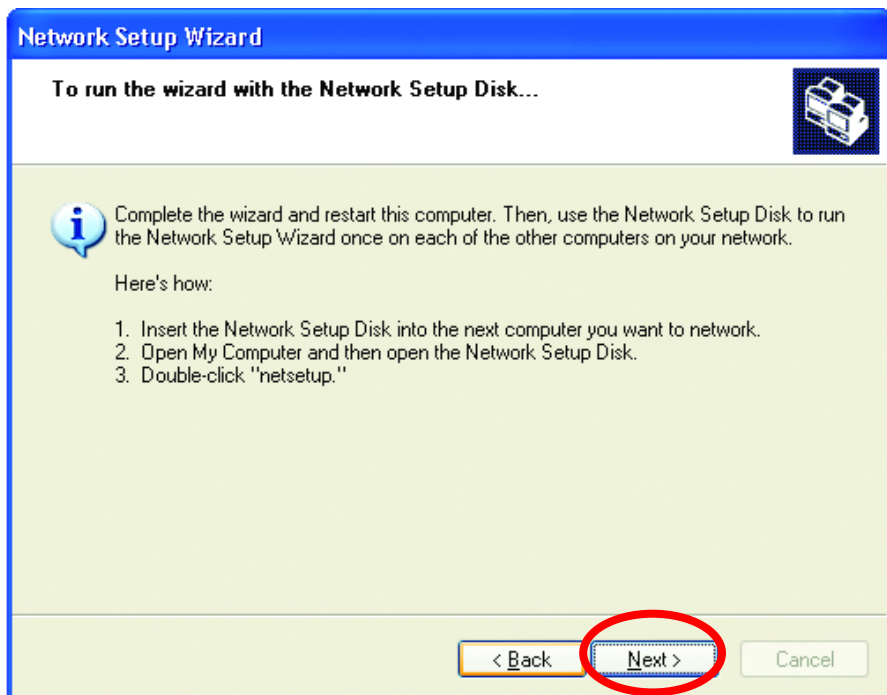 Network Setup Wizard
To run the wizard with the Network Setup Disk...
Complete the wizard and restart this computer. Then, use the Network Setup Disk to run
the Network Setup Wizard once on each of the other computers on your network.
Here's how:
1. Insert the Network Setup Disk into the next computer you want to network.
2. Open My Computer and then open the Network Setup Disk.
3. Double-click "netsetup."
< Back
Next >
Cancel